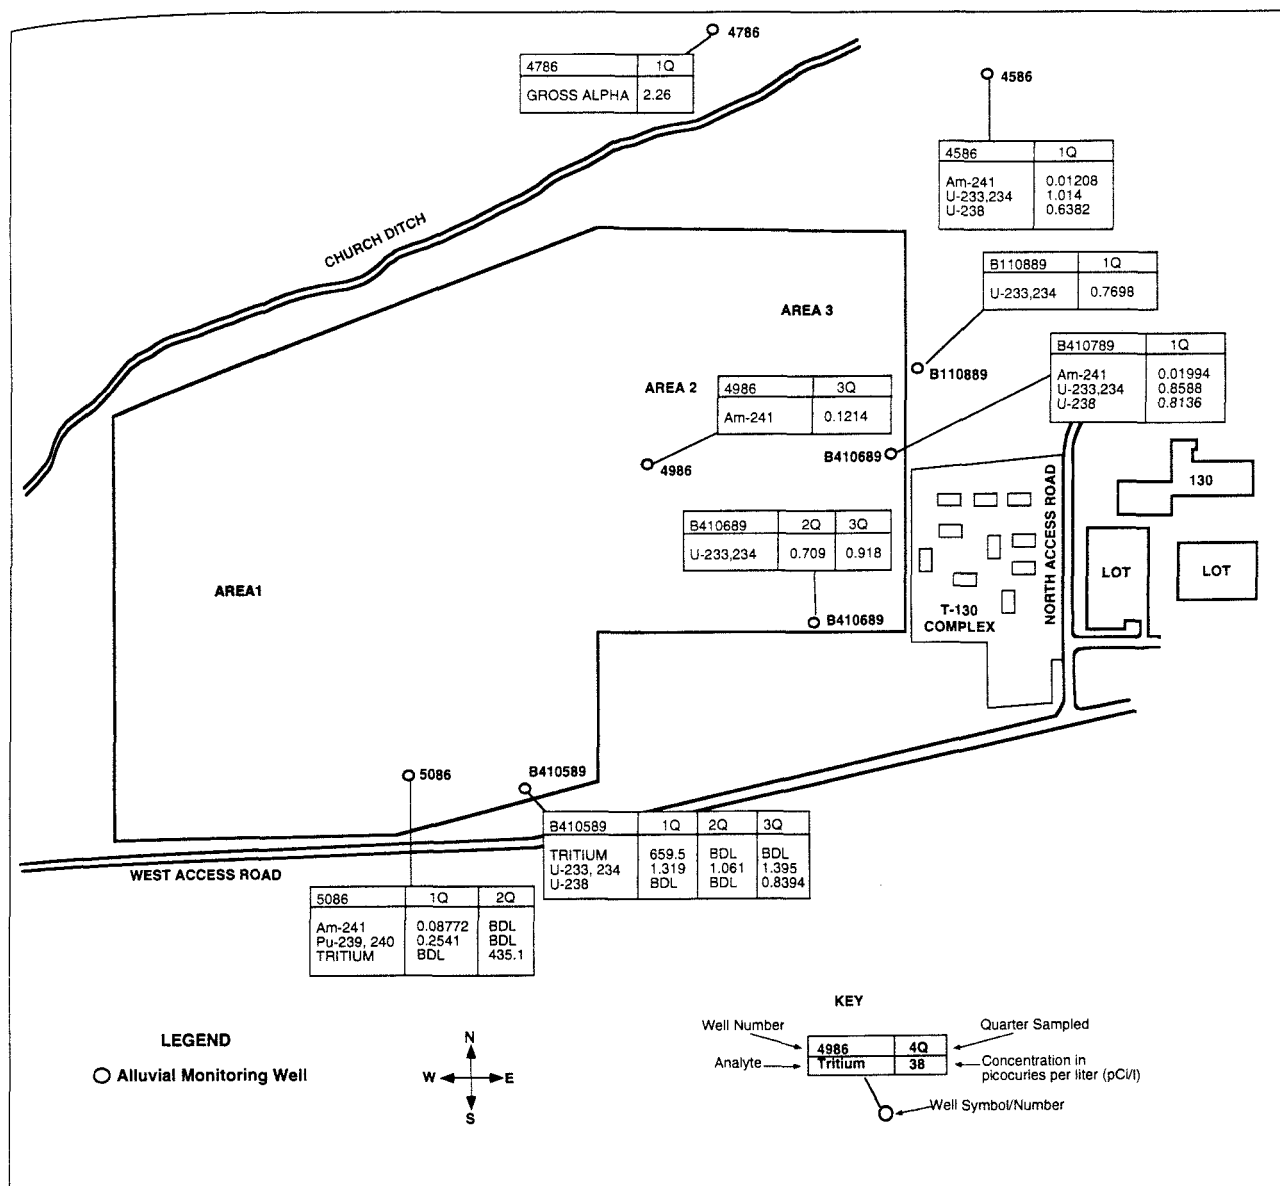 4786
4786 1Q
GROSS ALPHA 2.26
4586
4586 1Q
Am-241 0.01208
U-233,234 1.014
U-238 0.6382
CHURCH DITCH
B110889 1Q
U-233,234 0.7698
AREA 3
B410789 1Q
Am-241 0.01994
U-233,234 0.8588
U-238 0.8136
B110889
AREA 2
4986 3Q
Am-241 0.1214
B410689
4986
130
B410689 2Q 3Q
U-233,234 0.709 0.918
NORTH ACCESS ROAD
LOT
LOT
AREA1
T-130
COMPLEX
B410689
5086
B410589
B410589 1Q 2Q 3Q
TRITIUM 659.5 BDL BDL
U-233, 234 1.319 1.061 1.395
U-238 BDL BDL 0.8394
WEST ACCESS ROAD
5086 1Q 2Q
Am-241 0.08772 BDL
Pu-239, 240 0.2541 BDL
TRITIUM BDL 435.1
LEGEND
Alluvial Monitoring Well
N
W E
S
KEY
Well Number
Quarter Sampled
4986 4Q
Analyte
Tritium 38
Concentration in
picocuries per liter (pCi/l)
Well Symbol/Number